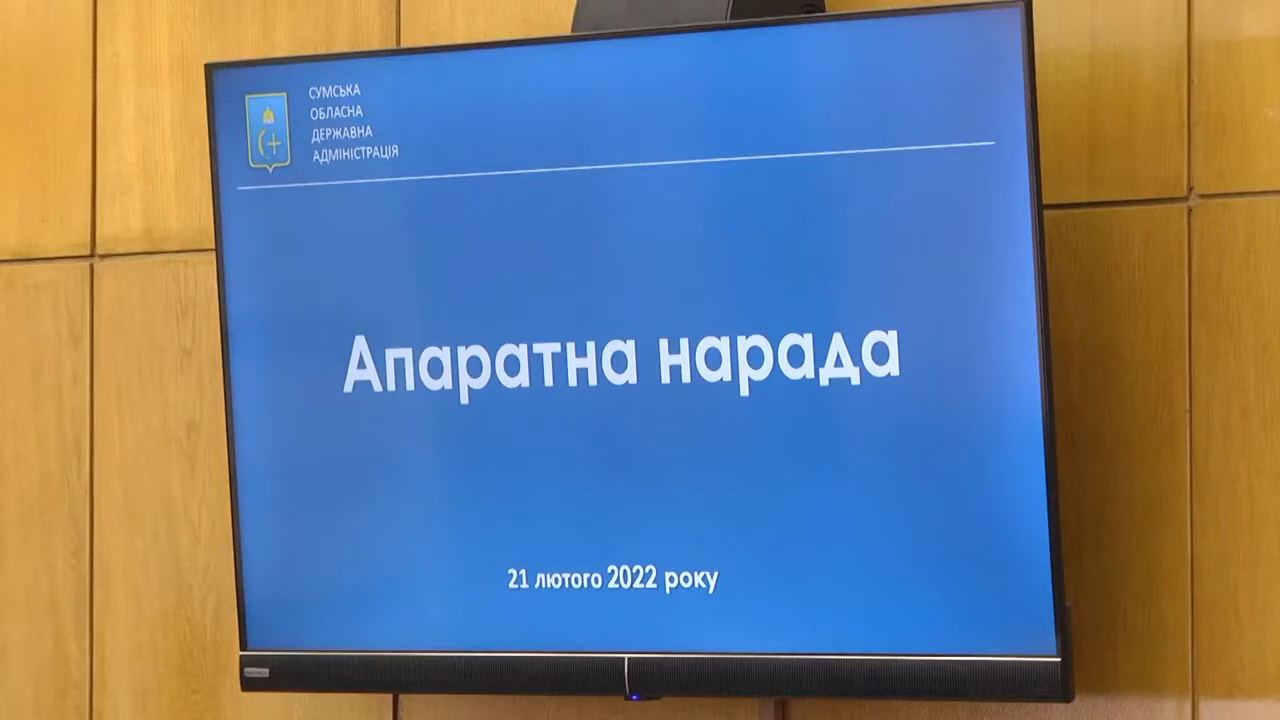 СУМСЬКА
ОБЛАСНА
ДЕРЖАВНА
АДМІНІСТРАЦІЯ
Апаратна нарада
21 лютого 2022 року